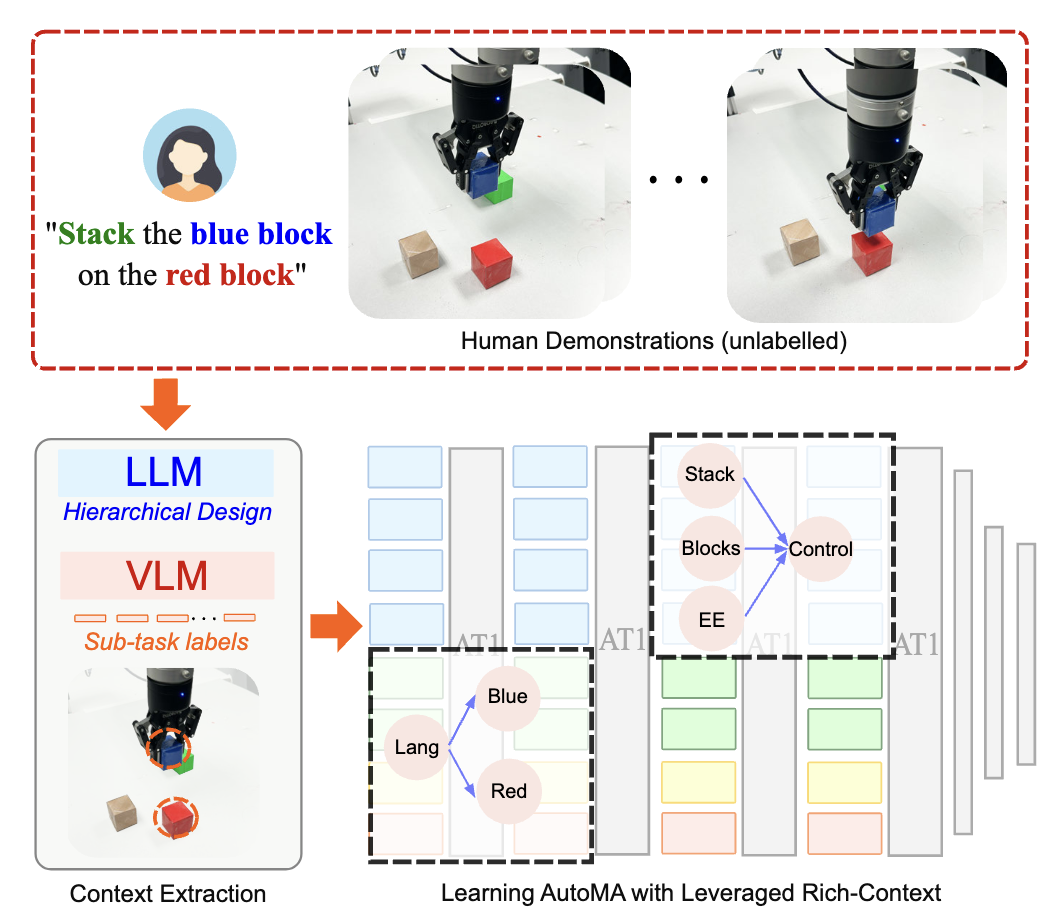 "Stack the blue block
on the red block"
Human Demonstrations (unlabelled)
LLM
Hierarchical Design
VLM
Sub-task labels
Context Extraction
AT1
AT1
AT1
AT1
Stack
Blocks
EE
Control
Lang
Blue
Red
Learning AutoMA with Leveraged Rich-Context